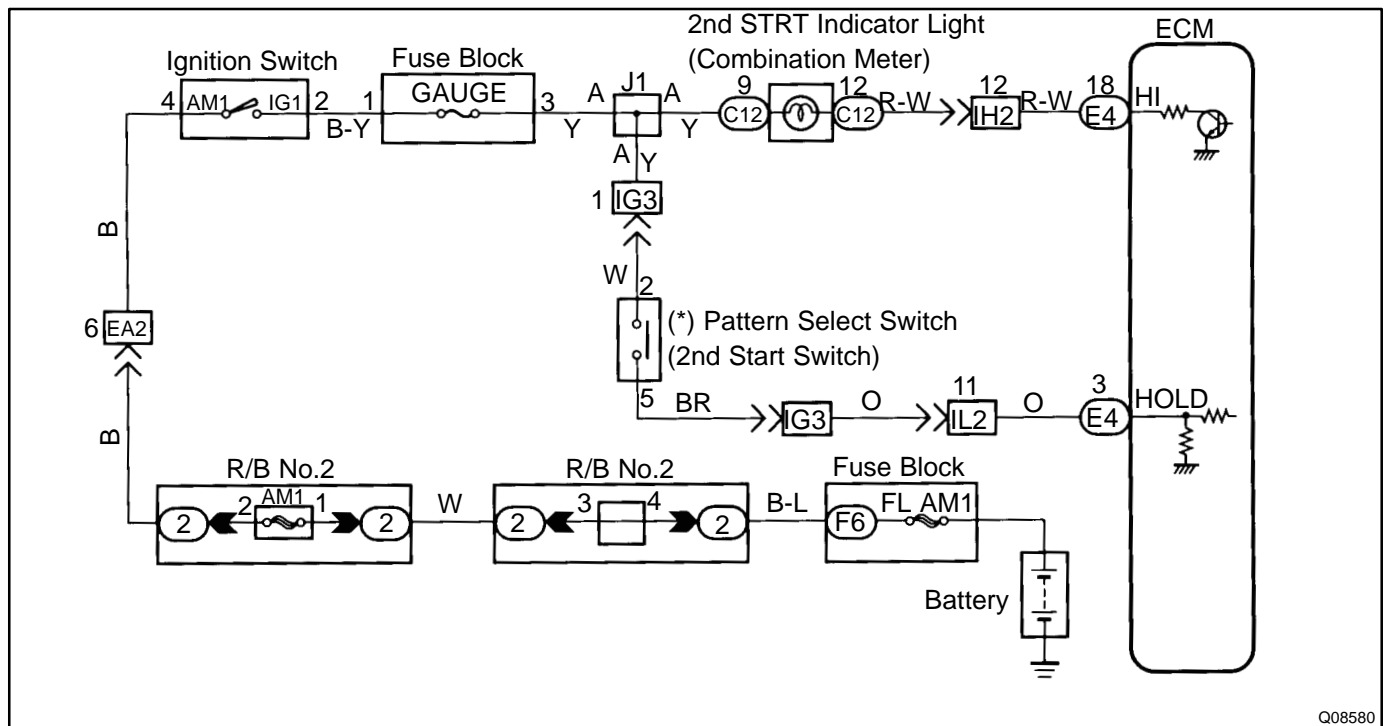 2nd STRT Indicator Light
(Combination Meter)
ECM
Ignition Switch
Fuse Block
4 AM1 IG1 2
B-Y
1 GAUGE 3
A J1 A
Y Y
9 12
C12 C12
R-W
12
IH2
R-W
18
E4
HI
A Y
1 IG3
W
2
(*) Pattern Select Switch
(2nd Start Switch)
5
BR
IG3
O
11
IL2
O
3
E4
HOLD
B
6 EA2
B
R/B No.2
2 2 AM1 1 2
W
R/B No.2
2 3 4 2
B-L
Fuse Block
F6 FL AM1
Battery
Q08580